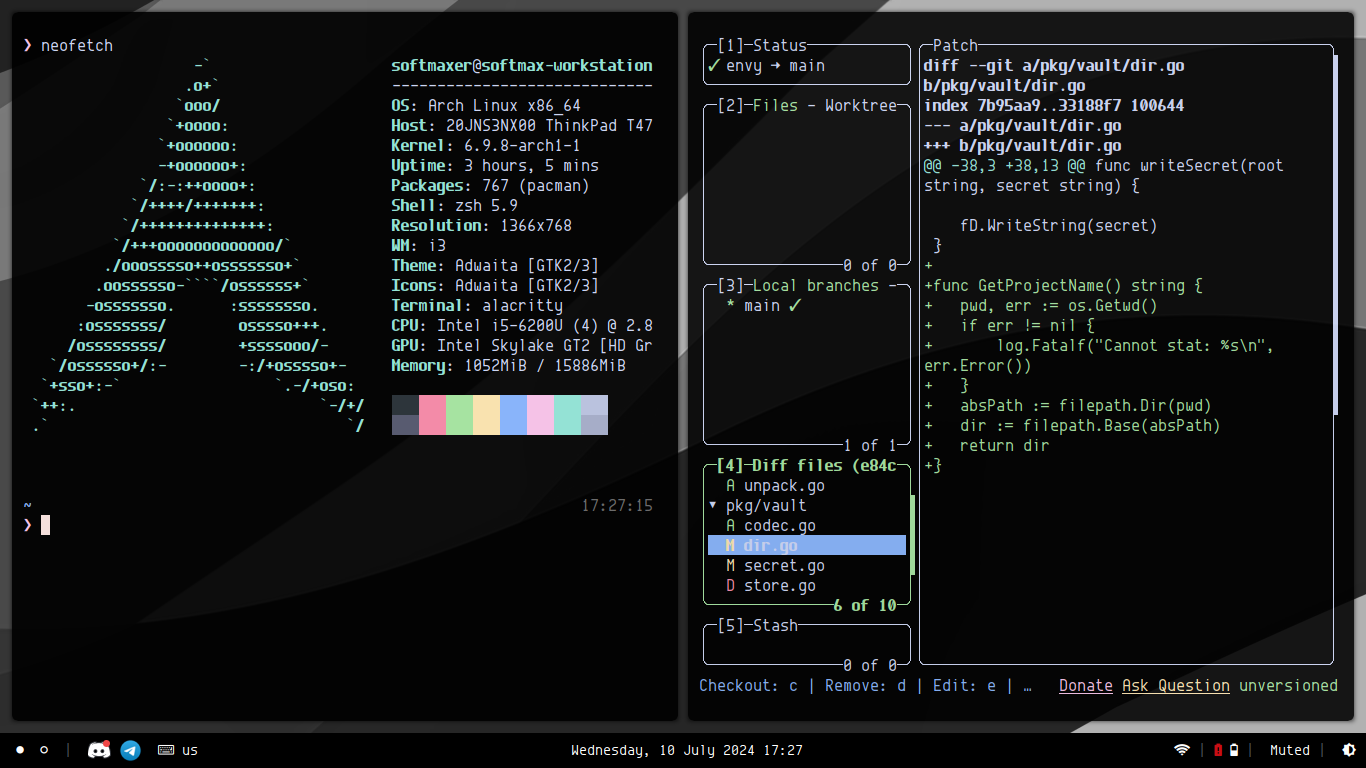 ❯ neofetch
                   -`
                  .o+`
                 `ooo/
                `+oooo:
               `+oooooo:
               -+oooooo+:
             `/:-:++oooo+:
            `/++++/+++++++:
           `/++++++++++++++:
          `/+++ooooooooooooo/`
         ./ooosssso++osssssso+`
        .oossssso-````/ossssss+`
       -osssssso.      :ssssssso.
      :osssssss/        osssso+++.
     /ossssssss/        +ssssooo/-
   `/ossssso+/:-        -:/+osssso+-
  `+sso+:-`                 `.-/+oso:
 `++:.                           `-/+/
 .`                                 `/
softmaxer@softmax-workstation
-----------------------------
OS: Arch Linux x86_64
Host: 20JNS3NX00 ThinkPad T47
Kernel: 6.9.8-arch1-1
Uptime: 3 hours, 5 mins
Packages: 767 (pacman)
Shell: zsh 5.9
Resolution: 1366x768
WM: i3
Theme: Adwaita [GTK2/3]
Icons: Adwaita [GTK2/3]
Terminal: alacritty
CPU: Intel i5-6200U (4) @ 2.8
GPU: Intel Skylake GT2 [HD Gr
Memory: 1052MiB / 15886MiB
~ 17:27:15
❯
[1]─Status
✓ envy → main
[2]─Files - Worktree
0 of 0
[3]─Local branches -
* main ✓
1 of 1
[4]─Diff files (e84c
A unpack.go
▼ pkg/vault
A codec.go
M dir.go
M secret.go
D store.go
6 of 10
[5]─Stash
0 of 0
Patch
diff --git a/pkg/vault/dir.go
b/pkg/vault/dir.go
index 7b95aa9..33188f7 100644
--- a/pkg/vault/dir.go
+++ b/pkg/vault/dir.go
@@ -38,3 +38,13 @@ func writeSecret(root
string, secret string) {
    fD.WriteString(secret)
 }
+
+func GetProjectName() string {
+   pwd, err := os.Getwd()
+   if err != nil {
+       log.Fatalf("Cannot stat: %s\n",
err.Error())
+   }
+   absPath := filepath.Dir(pwd)
+   dir := filepath.Base(absPath)
+   return dir
+}
Checkout: c | Remove: d | Edit: e | … Donate Ask Question unversioned
us
Wednesday, 10 July 2024 17:27
Muted